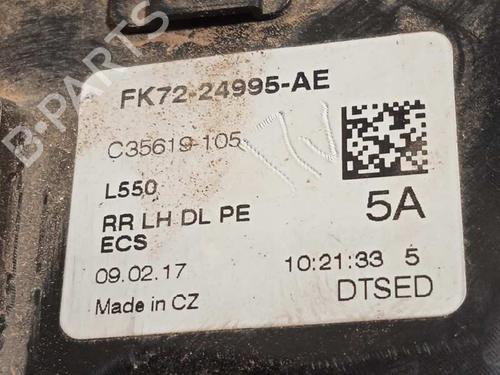 B-PARTS
FK72-24995-AE
C35619-105
L550
RR LH DL PE
5A
ECS
09.02.17
10:21:33 5
Made in CZ
DTSED